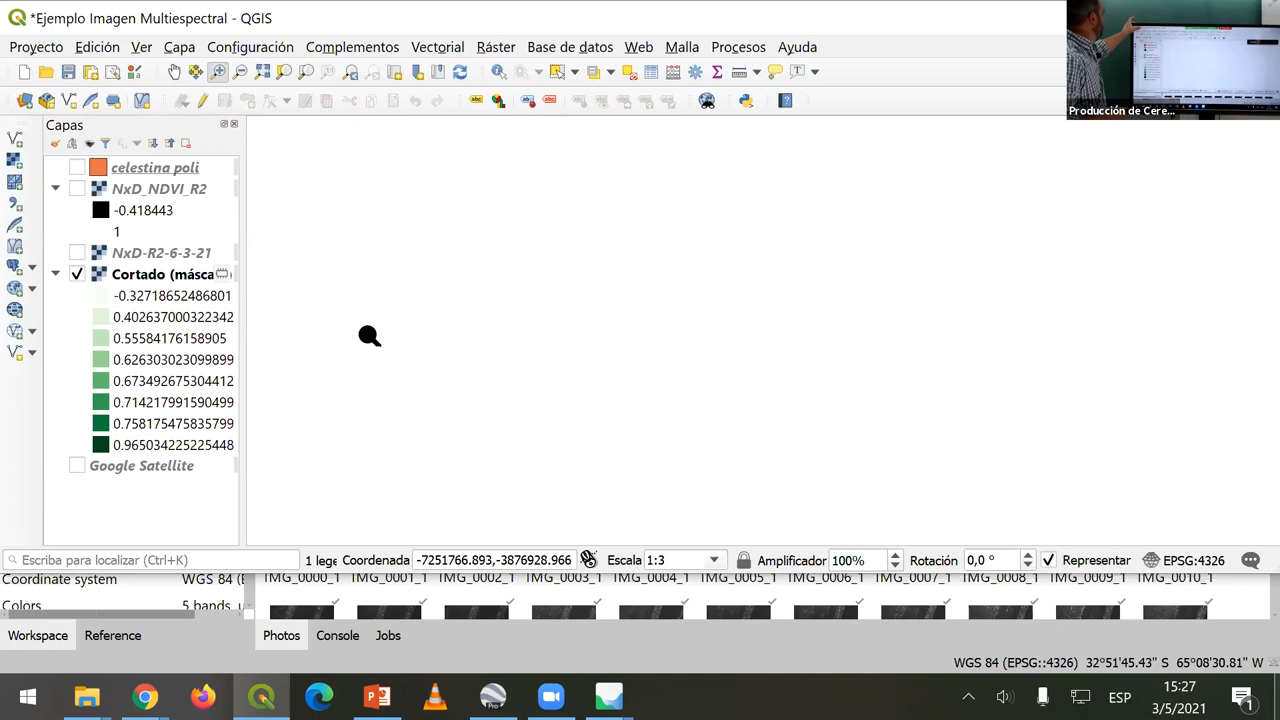 *Ejemplo Imagen Multiespectral - QGIS
Proyecto Edición Ver Capa Configuración Complementos Vectorial Ráster de datos Web Malla Procesos Ayuda
Producción de Cere...
Capas
celestina poli
NxD_NDVI_R2
-0.418443
1
NxD-R2-6-3-21
Cortado (másca
-0.32718652486801
0.402637000322342
0.55584176158905
0.626303023099899
0.673492675304412
0.714217991590499
0.758175475835799
0.965034225225448
Google Satellite
Escriba para localizar (Ctrl+K) 1 lege Coordenada -7251766.893,-3876928.966 Escala 1:3 Amplificador 100% Rotación 0,0 ° Representar EPSG:4326
Coordinate system WGS 84 (E IMG_0000_1 IMG_0001_1 IMG_0002_1 IMG_0003_1 IMG_0004_1 IMG_0005_1 IMG_0006_1 IMG_0007_1 IMG_0008_1 IMG_0009_1 IMG_0010_1
Colors 5 bands,
Workspace Reference Photos Console Jobs
WGS 84 (EPSG::4326) 32°51'45.43" S 65°08'30.81" W
Pro ESP 15:27
3/5/2021
1